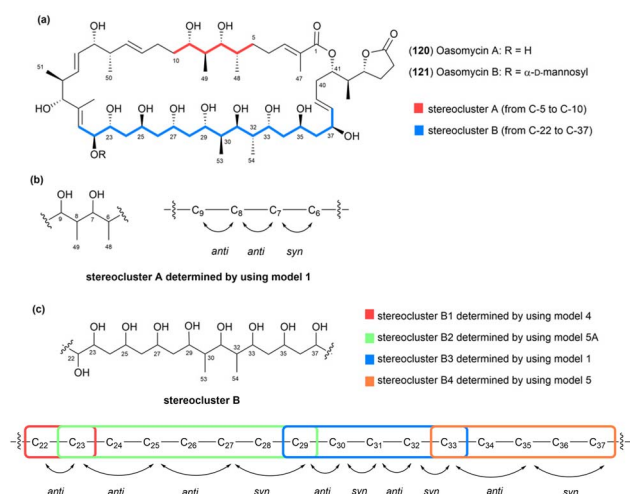 (a)
OH OH OH O
5 1 O O O
10
51 50 49 48 47 41
40
HO
23 25 27 29 30 32 33 35 37
OR OH OH OH OH OH OH OH OH OH
53 54
(120) Oasomycin A: R = H
(121) Oasomycin B: R = α-D-mannosyl
stereocluster A (from C-5 to C-10)
stereocluster B (from C-22 to C-37)
(b)
OH OH
9 8 7 6
49 48
C9 C8 C7 C6
anti anti syn
stereocluster A determined by using model 1
(c)
OH OH OH OH OH OH OH OH
22 23 25 27 29 30 32 33 35 37
OH
53 54
stereocluster B
stereocluster B1 determined by using model 4
stereocluster B2 determined by using model 5A
stereocluster B3 determined by using model 1
stereocluster B4 determined by using model 5
C22 C23 C24 C25 C26 C27 C28 C29 C30 C31 C32 C33 C34 C35 C36 C37
anti anti anti syn anti syn anti syn anti syn